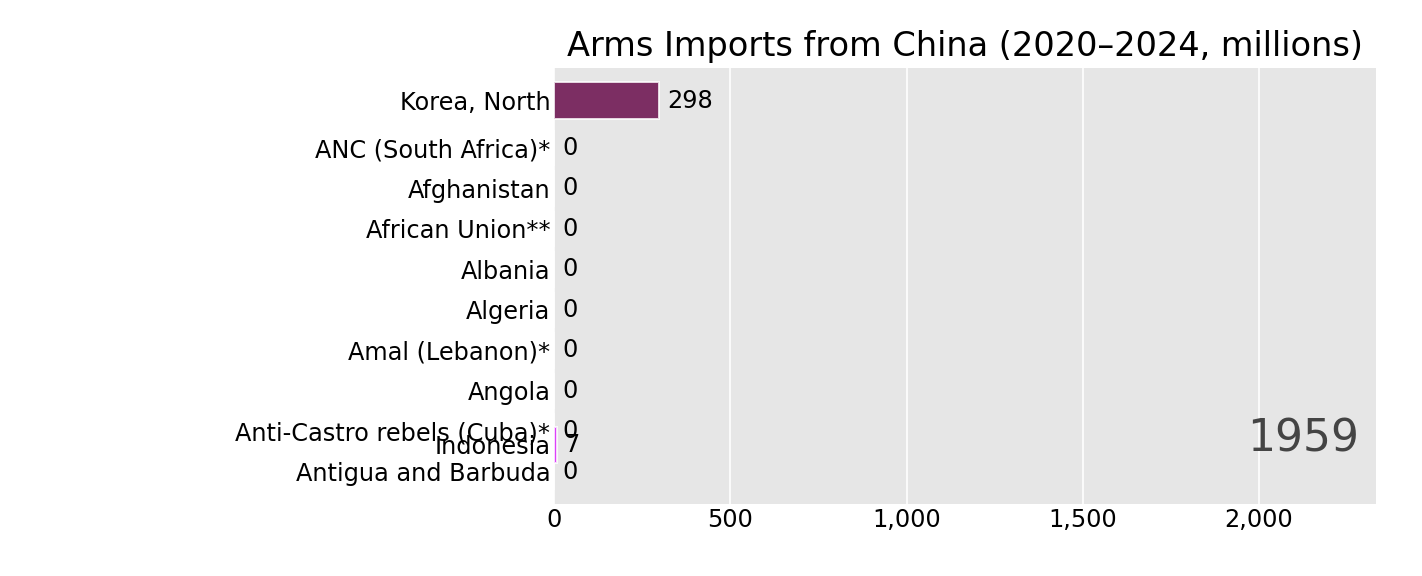 Arms Imports from China (2020–2024, millions)
Korea, North 298
ANC (South Africa)* 0
Afghanistan 0
African Union** 0
Albania 0
Algeria 0
Amal (Lebanon)* 0
Angola 0
Anti-Castro rebels (Cuba)* 0
Indonesia 7
1959
Antigua and Barbuda 0
0 500 1,000 1,500 2,000